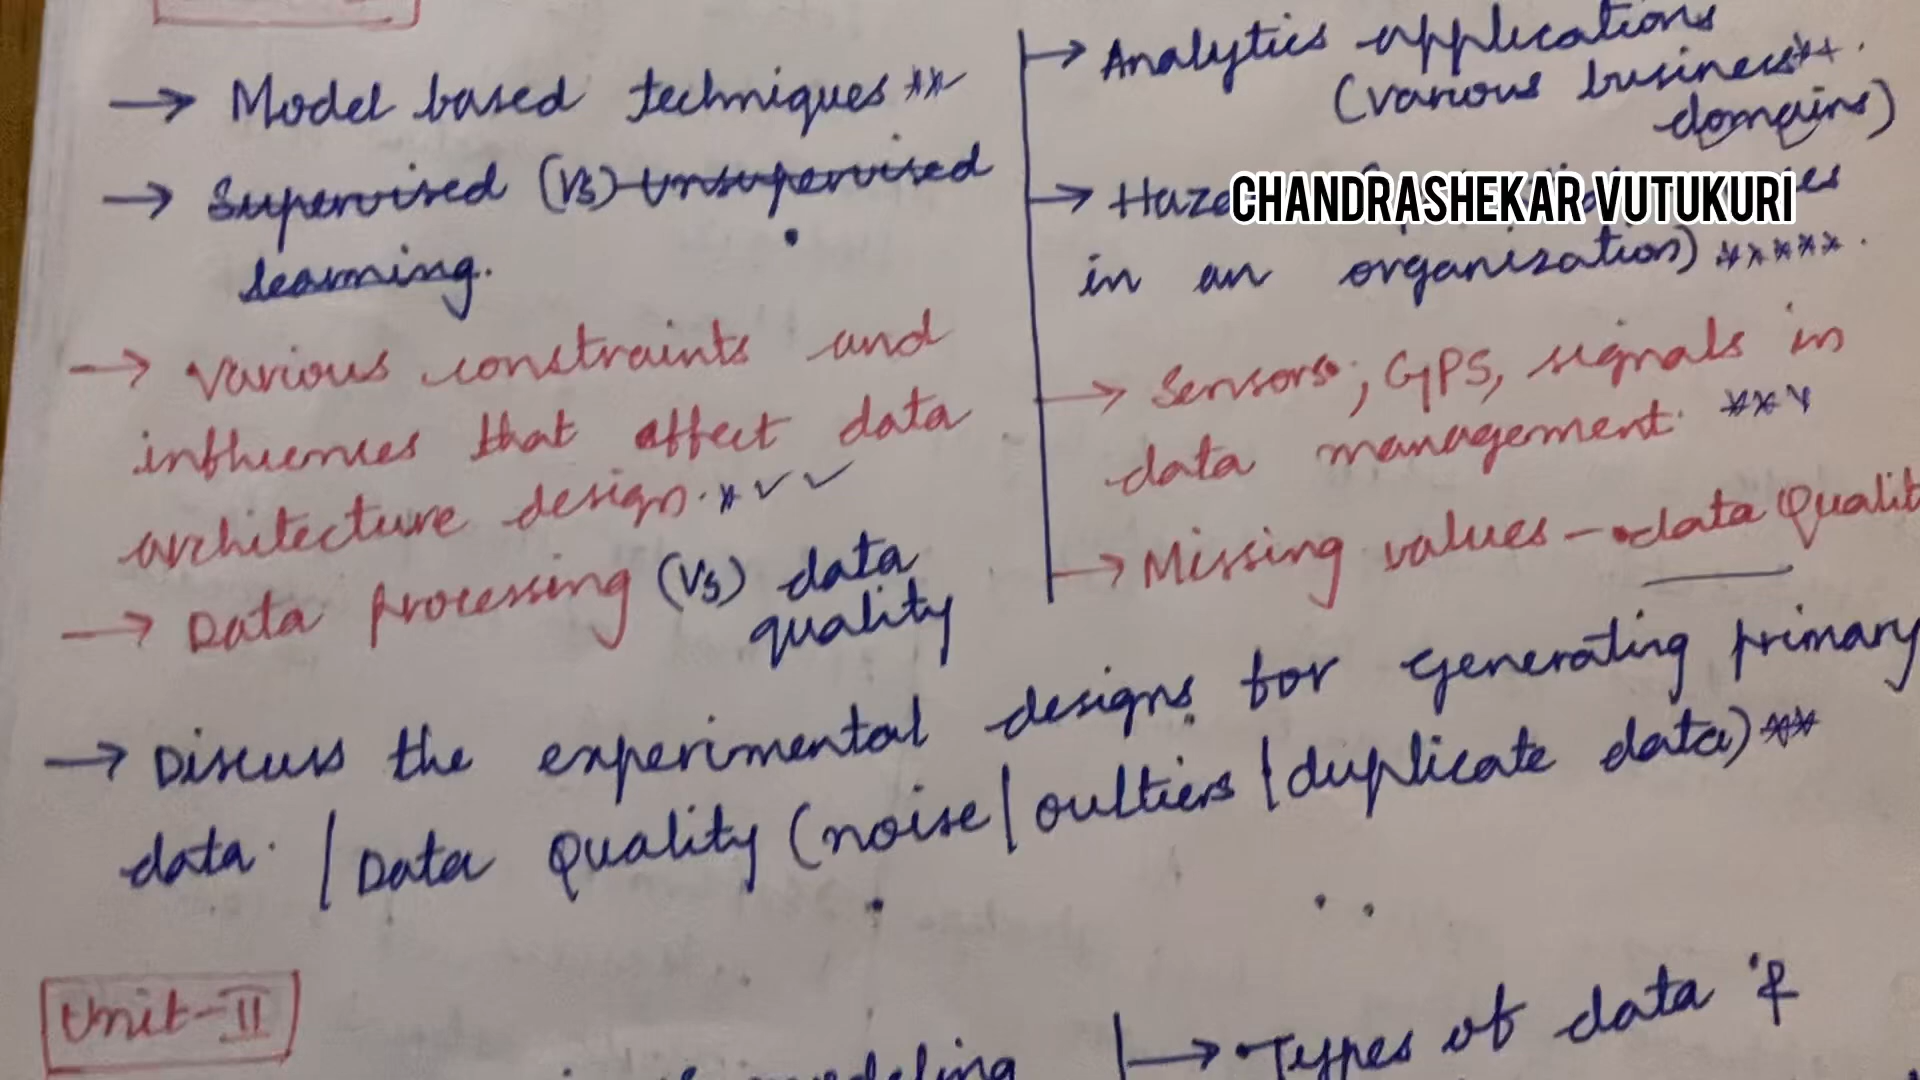 → Model based techniques **
→ Supervised (Vs) Unsupervised
learning.
→ Various constraints and
influences that affect data
architecture design. * ✓ ✓
→ Data processing (Vs) data
quality
→ Analytics applications
(various business **.
domains)
→
CHANDRASHEKAR VUTUKURI
in an organization) *****.
→ Sensors, GPS, signals in
data management. ***
→ Missing values – data Qualit
→ Discuss the experimental designs for generating primary
data. | Data Quality (noise | oultiers | duplicate data) **
Unit-II
modeling
→ Types of data &